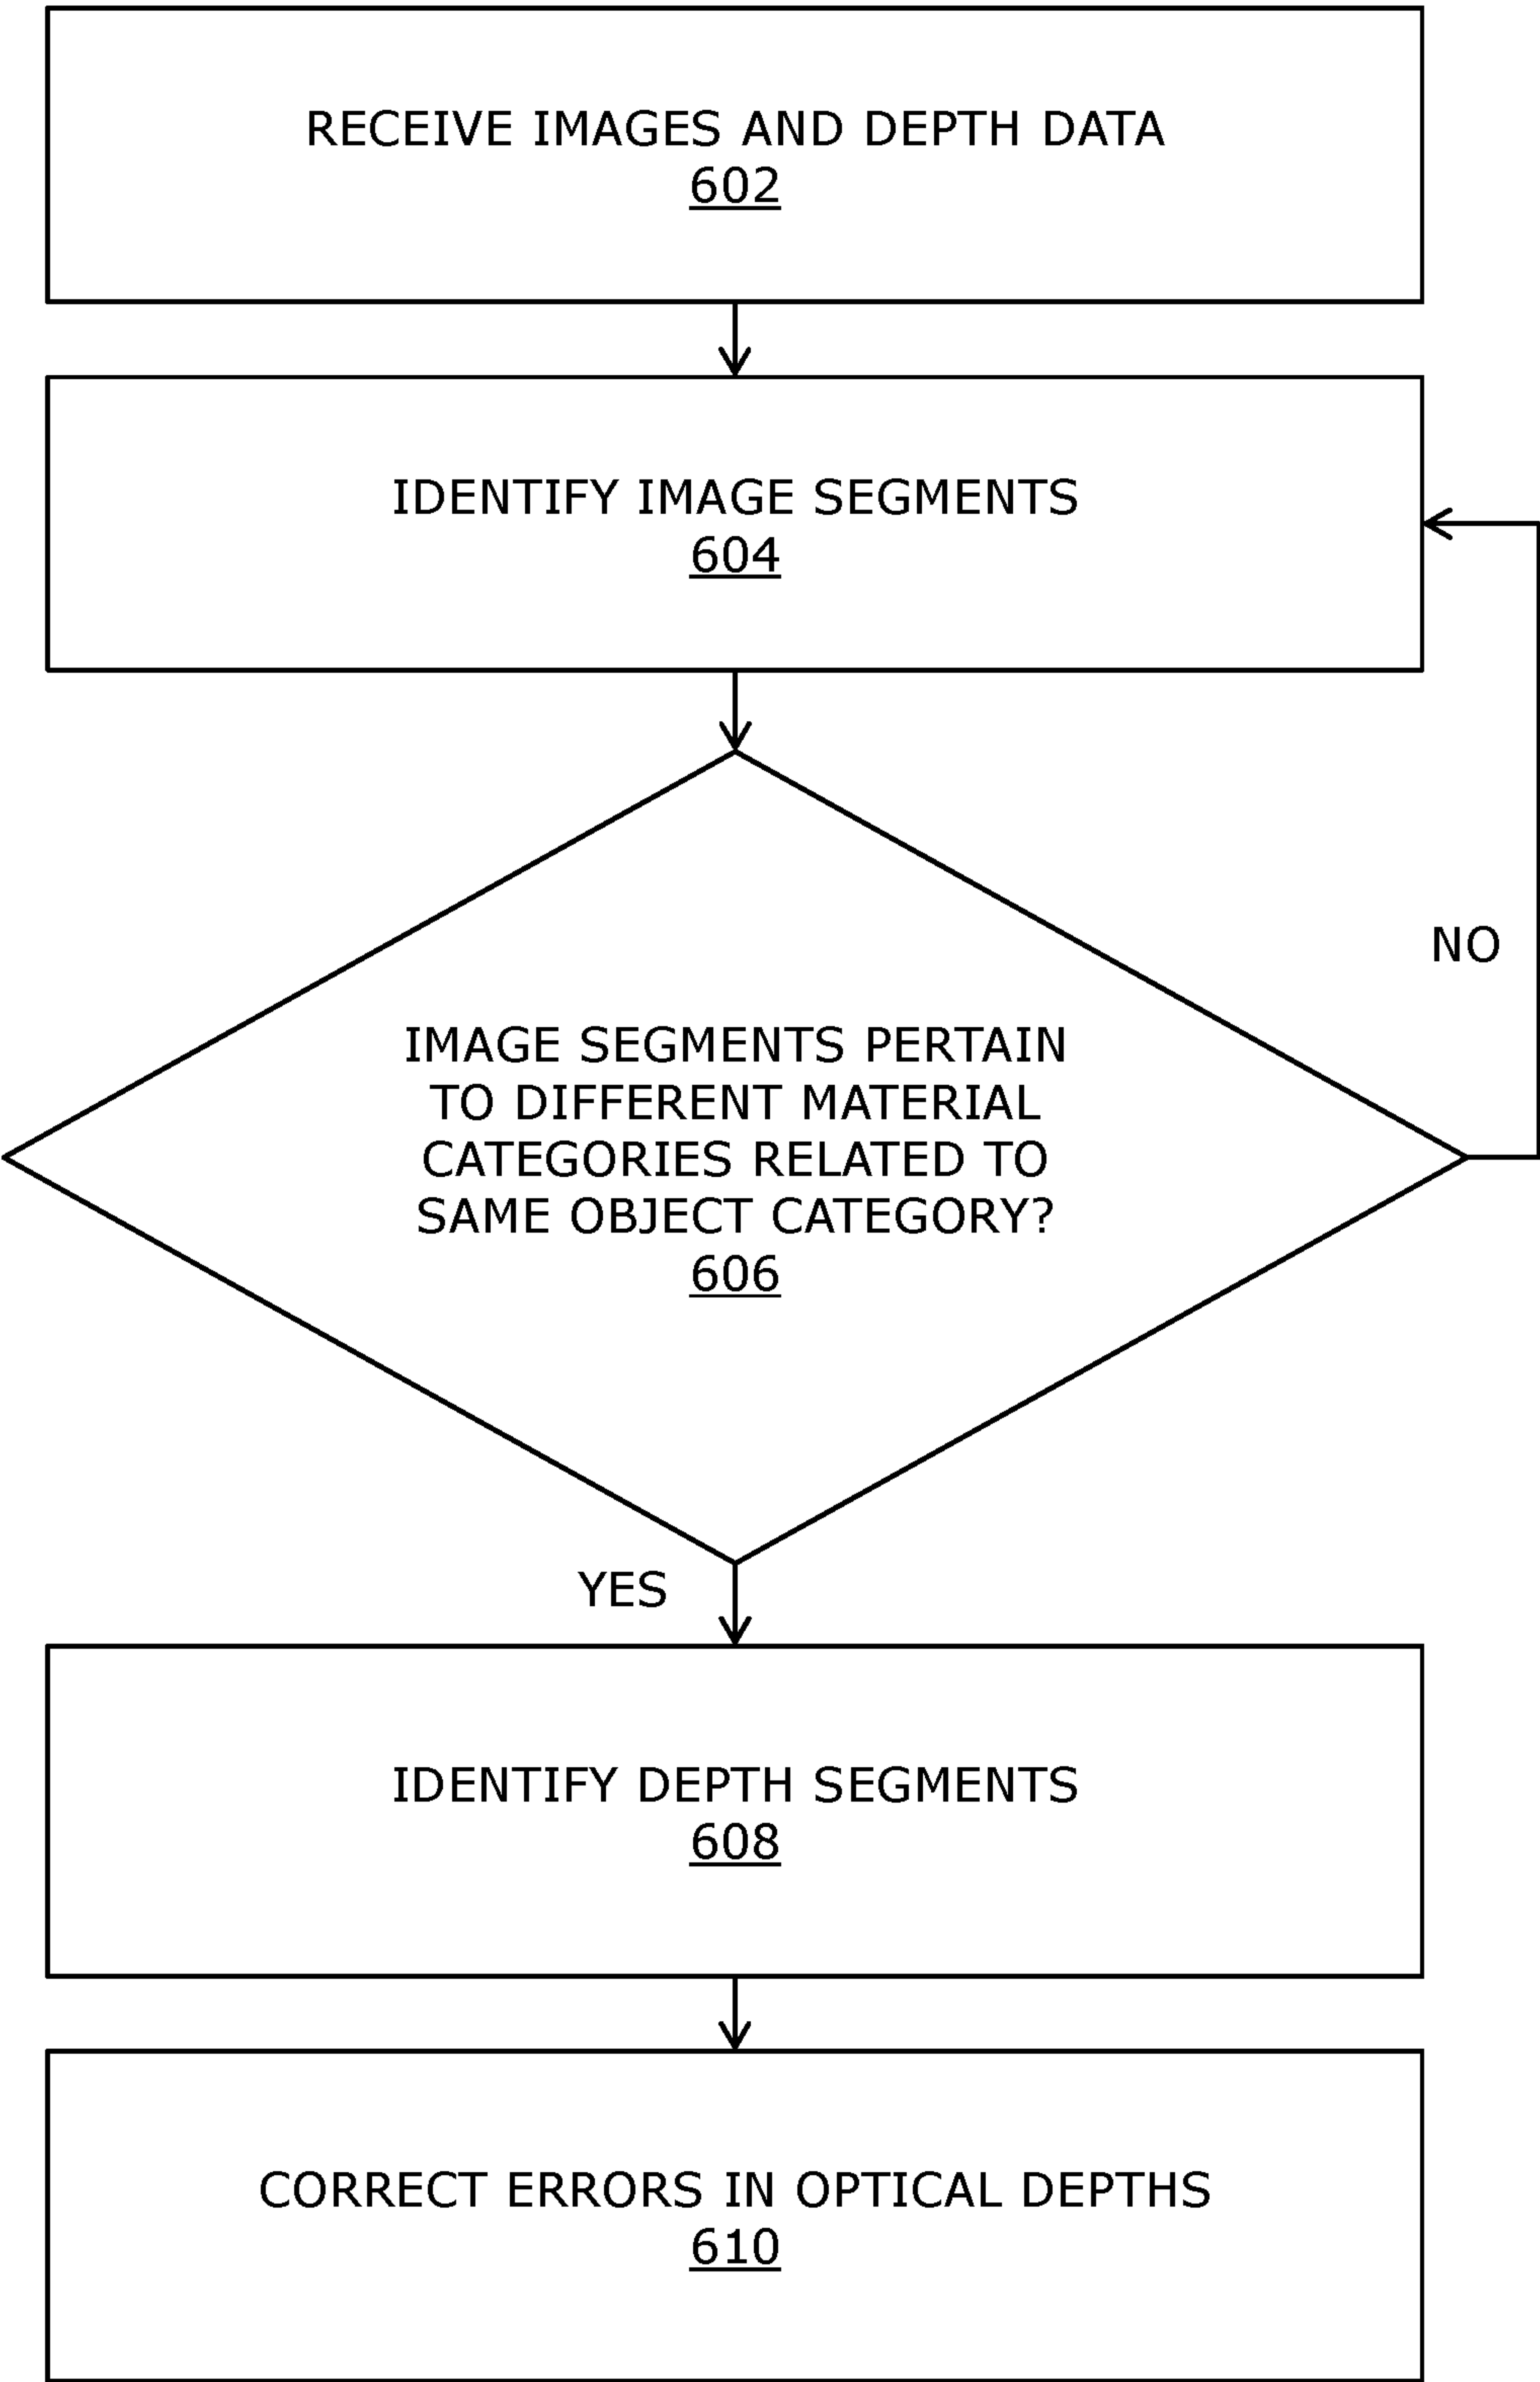 RECEIVE IMAGES AND DEPTH DATA
602
IDENTIFY IMAGE SEGMENTS
604
NO
IMAGE SEGMENTS PERTAIN
TO DIFFERENT MATERIAL
CATEGORIES RELATED TO
SAME OBJECT CATEGORY?
606
YES
IDENTIFY DEPTH SEGMENTS
608
CORRECT ERRORS IN OPTICAL DEPTHS
610